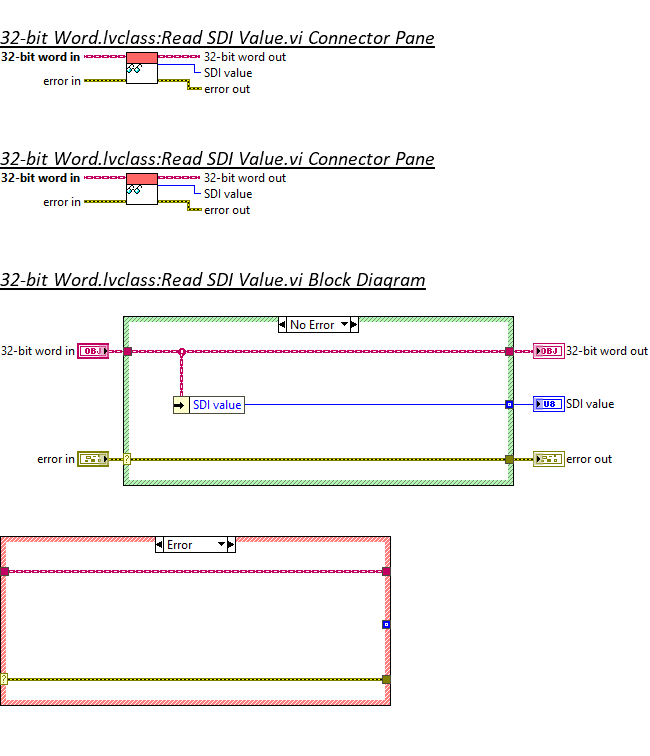 32-bit Word.lvclass:Read SDI Value.vi Connector Pane
32-bit word in 32-bit word out
SDI value
error in error out
32-bit Word.lvclass:Read SDI Value.vi Connector Pane
32-bit word in 32-bit word out
SDI value
error in error out
32-bit Word.lvclass:Read SDI Value.vi Block Diagram
No Error
32-bit word in OBJ OBJ 32-bit word out
SDI value U8 SDI value
error in ? error out
Error
?